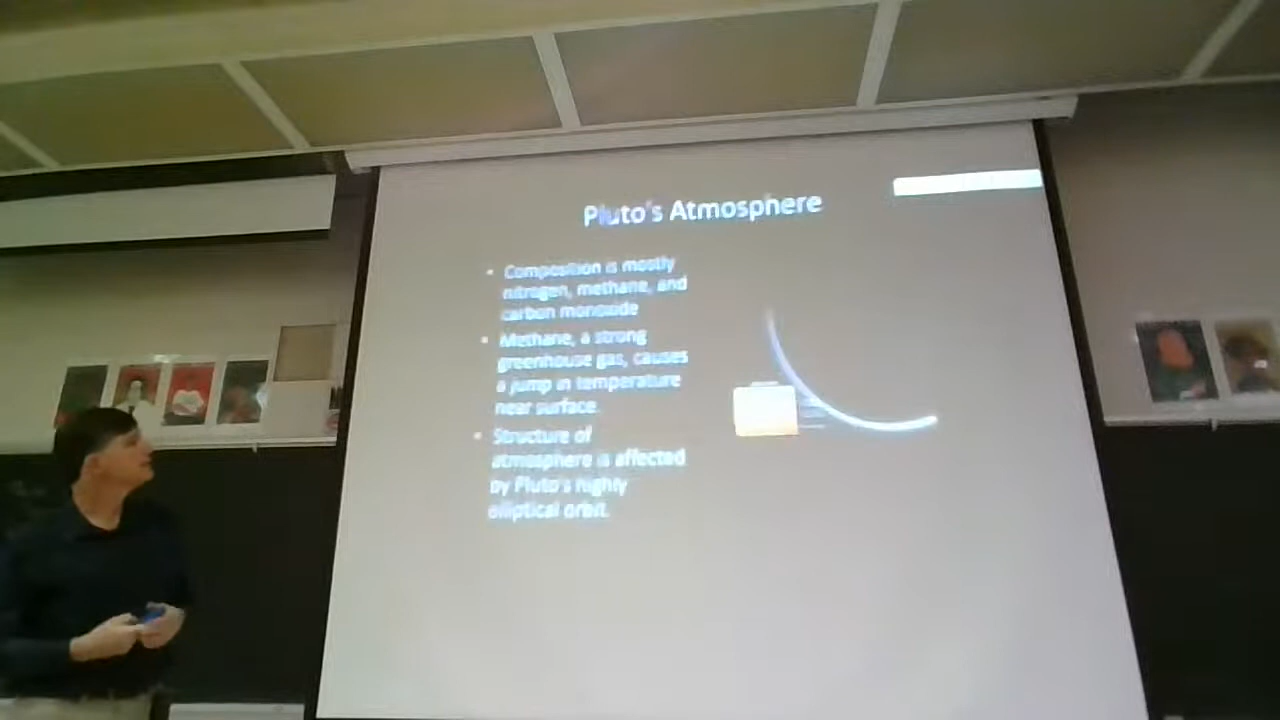 Pluto's Atmosphere
• Composition is mostly
nitrogen, methane, and
carbon monoxide
• Methane, a strong
greenhouse gas, causes
a jump in temperature
near surface.
• Structure of
atmosphere is affected
by Pluto's highly
elliptical orbit.